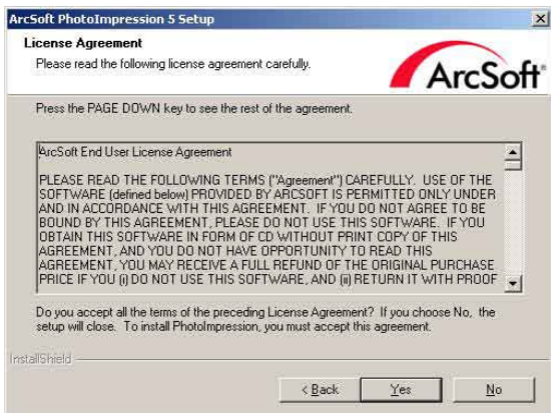 ArcSoft PhotoImpression 5 Setup
License Agreement
Please read the following license agreement carefully.
ArcSoft
Press the PAGE DOWN key to see the rest of the agreement.
ArcSoft End User License Agreement
PLEASE READ THE FOLLOWING TERMS ("Agreement") CAREFULLY. USE OF THE
SOFTWARE (defined below) PROVIDED BY ARCSOFT IS PERMITTED ONLY UNDER
AND IN ACCORDANCE WITH THIS AGREEMENT. IF YOU DO NOT AGREE TO BE
BOUND BY THIS AGREEMENT, PLEASE DO NOT USE THIS SOFTWARE. IF YOU
OBTAIN THIS SOFTWARE IN FORM OF CD WITHOUT PRINT COPY OF THIS
AGREEMENT, AND YOU DO NOT HAVE OPPORTUNITY TO READ THIS
AGREEMENT, YOU MAY RECEIVE A FULL REFUND OF THE ORIGINAL PURCHASE
PRICE IF YOU (i) DO NOT USE THIS SOFTWARE, AND (ii) RETURN IT WITH PROOF
Do you accept all the terms of the preceding License Agreement? If you choose No, the
setup will close. To install PhotoImpression, you must accept this agreement.
InstallShield
< Back
Yes
No